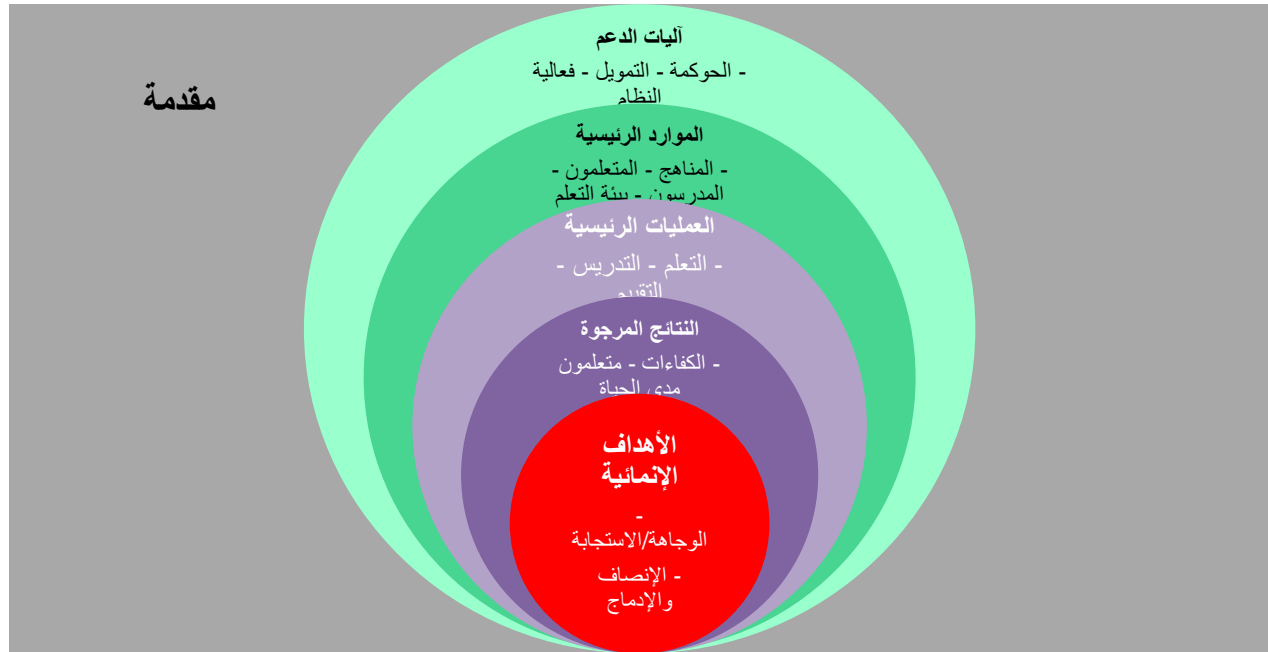 مقدمة
آليات الدعم
- الحوكمة - التمويل - فعالية
النظام
الموارد الرئيسية
- المناهج - المتعلمون -
المدرسون - بيئة التعلم
العمليات الرئيسية
- التعلم - التدريس -
التقييم
النتائج المرجوة
- الكفاءات - متعلمون
مدى الحياة
الأهداف
الإنمائية
-
الوجاهة/الاستجابة
- الإنصاف
والإدماج